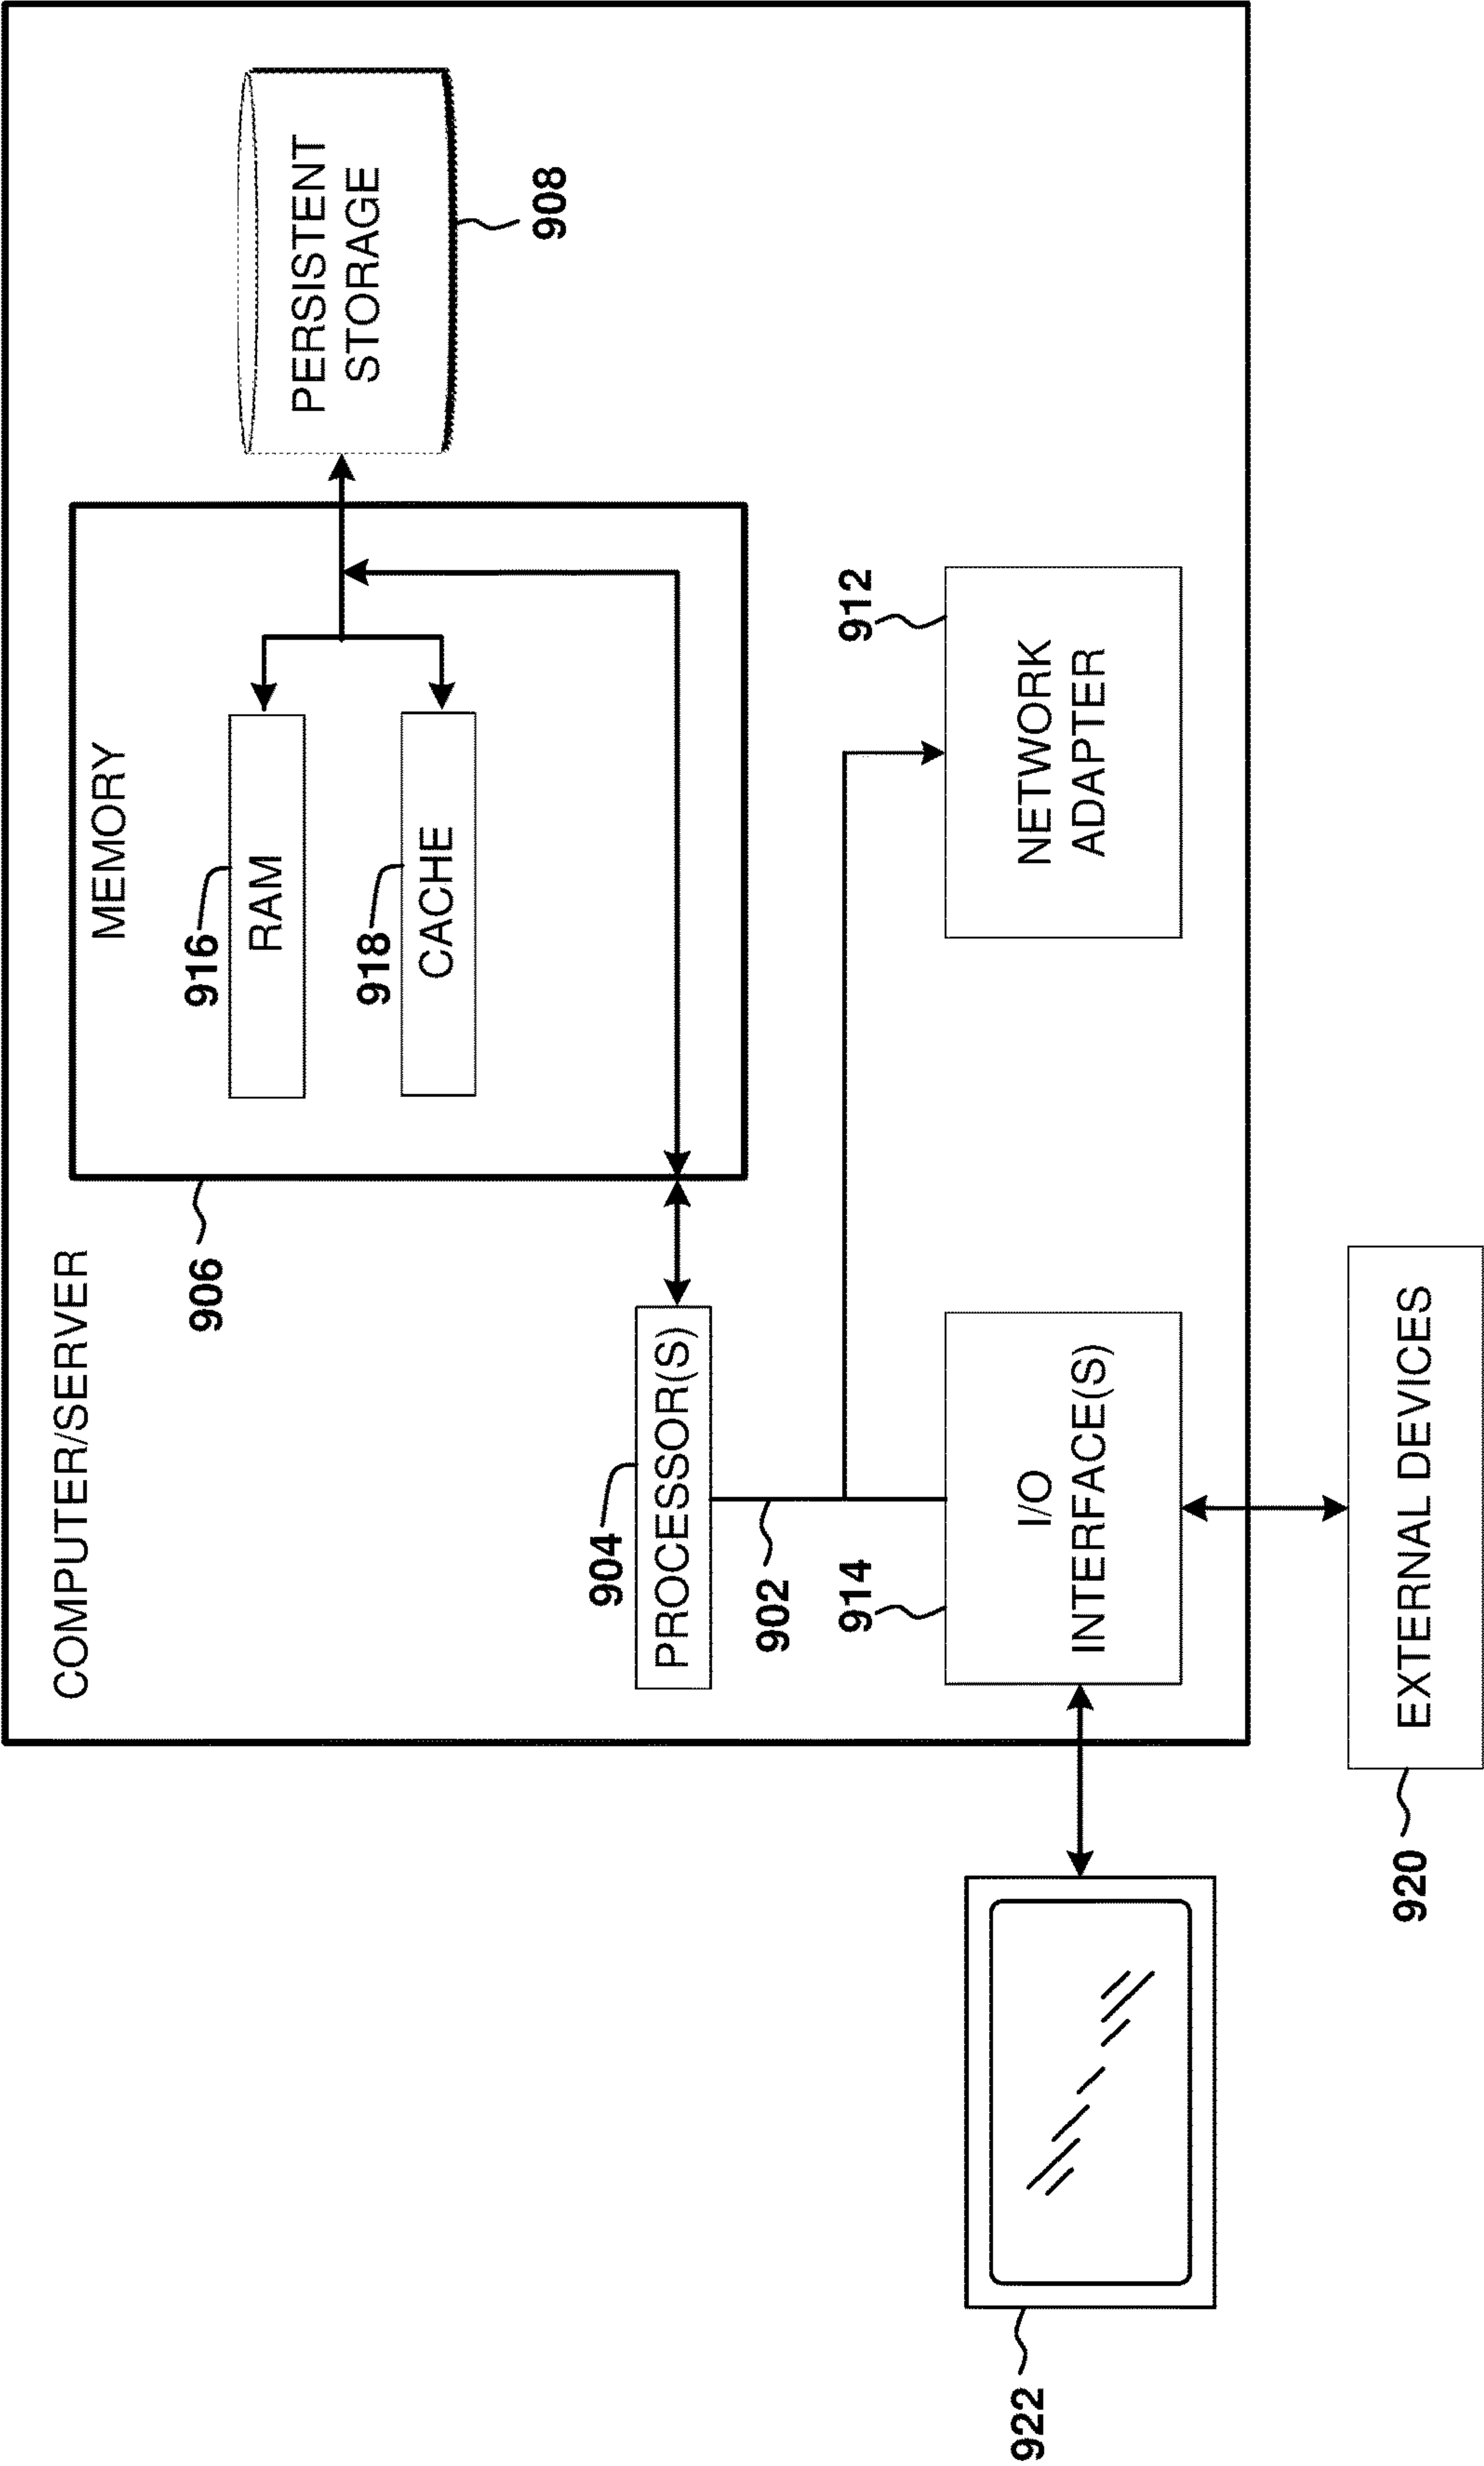 COMPUTER/SERVER
906
MEMORY
916
RAM
918
CACHE
PERSISTENT
STORAGE
908
904
PROCESSOR(S)
902
914
I/O
INTERFACE(S)
912
NETWORK
ADAPTER
922
920
EXTERNAL DEVICES